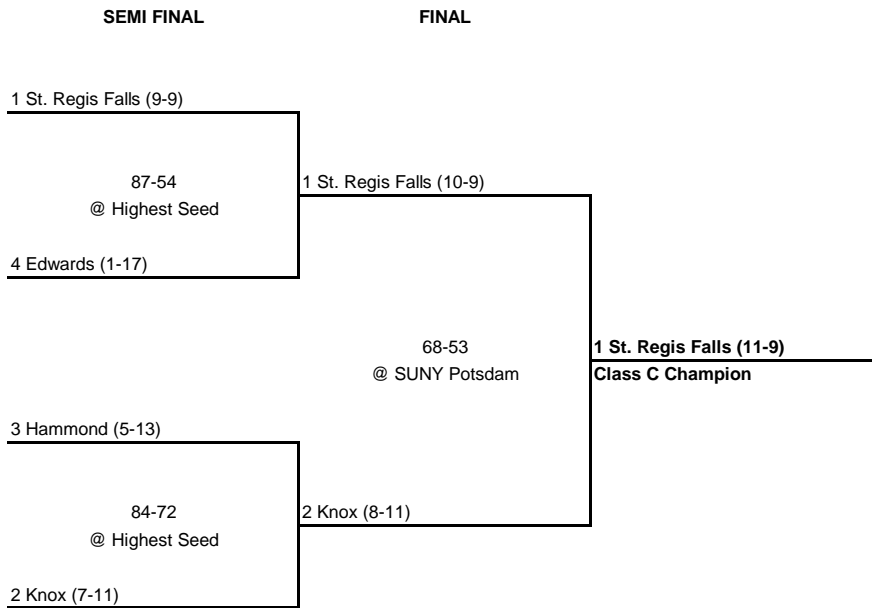 SEMI FINAL
FINAL
1 St. Regis Falls (9-9)
87-54
@ Highest Seed
1 St. Regis Falls (10-9)
4 Edwards (1-17)
68-53
@ SUNY Potsdam
1 St. Regis Falls (11-9)
Class C Champion
3 Hammond (5-13)
84-72
@ Highest Seed
2 Knox (8-11)
2 Knox (7-11)